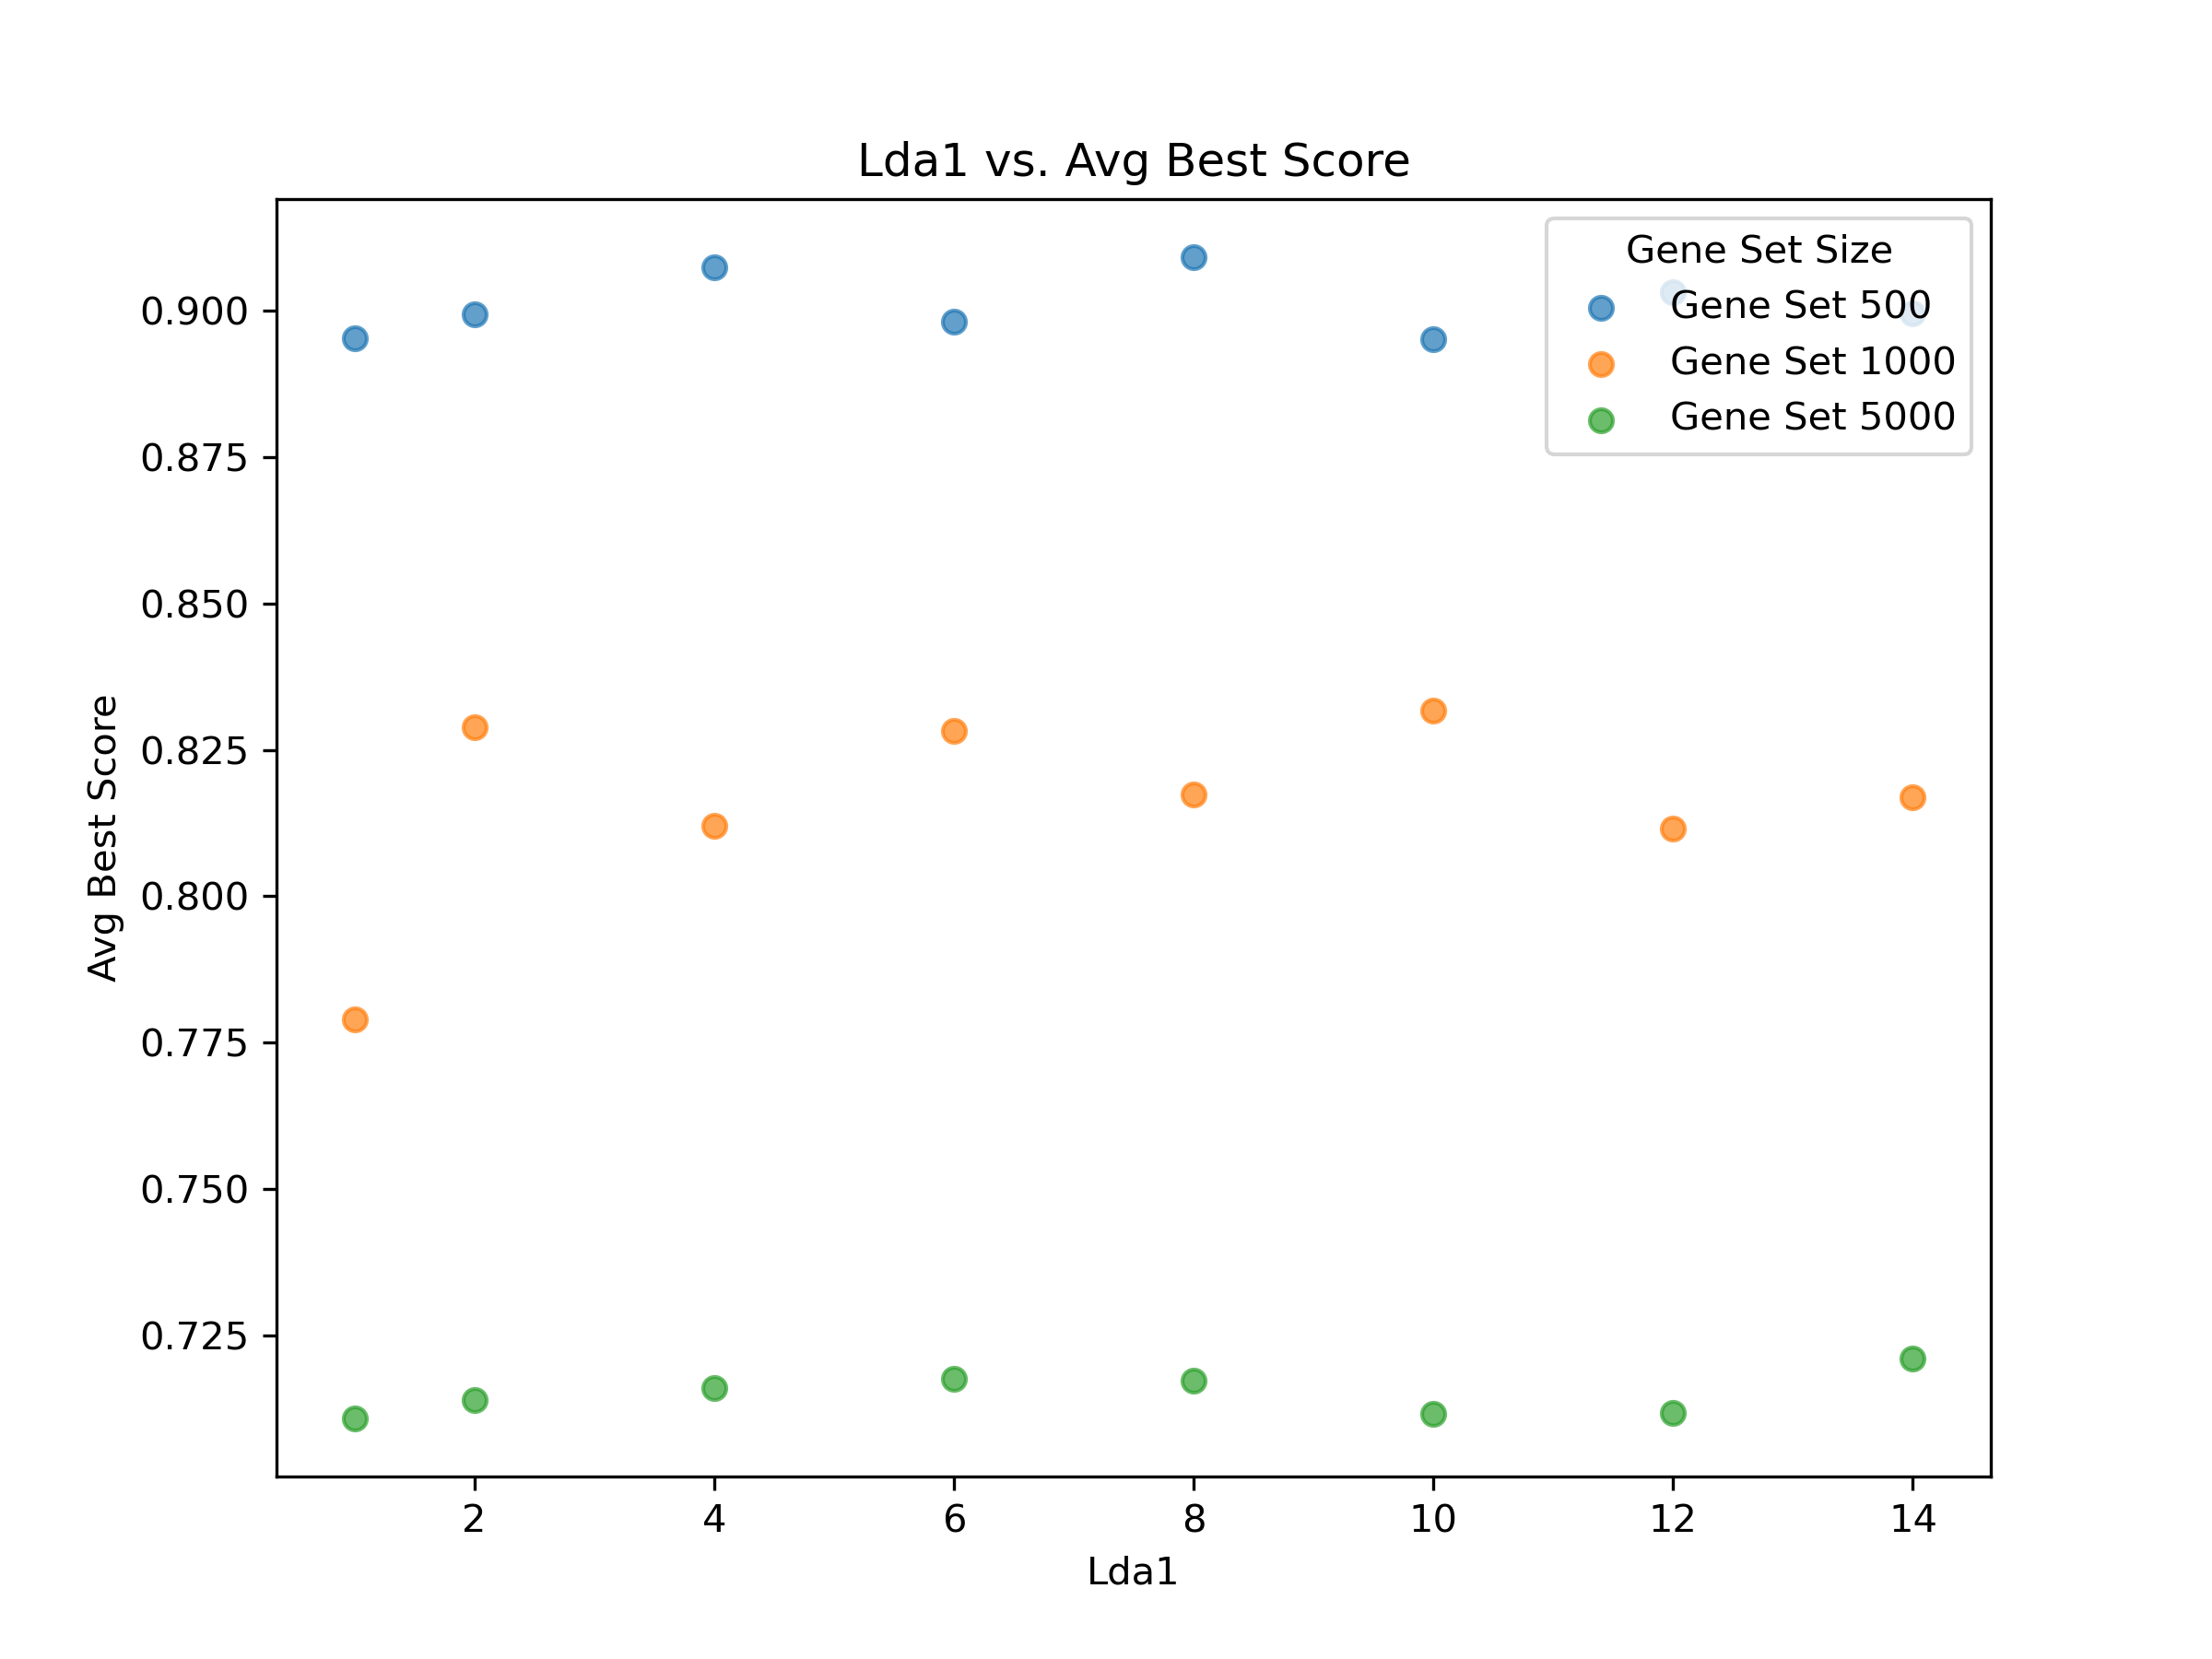 Lda1 vs. Avg Best Score
Gene Set Size
Gene Set 500
Gene Set 1000
Gene Set 5000
0.900
0.875
0.850
0.825
0.800
0.775
0.750
0.725
Avg Best Score
2 4 6 8 10 12 14
Lda1